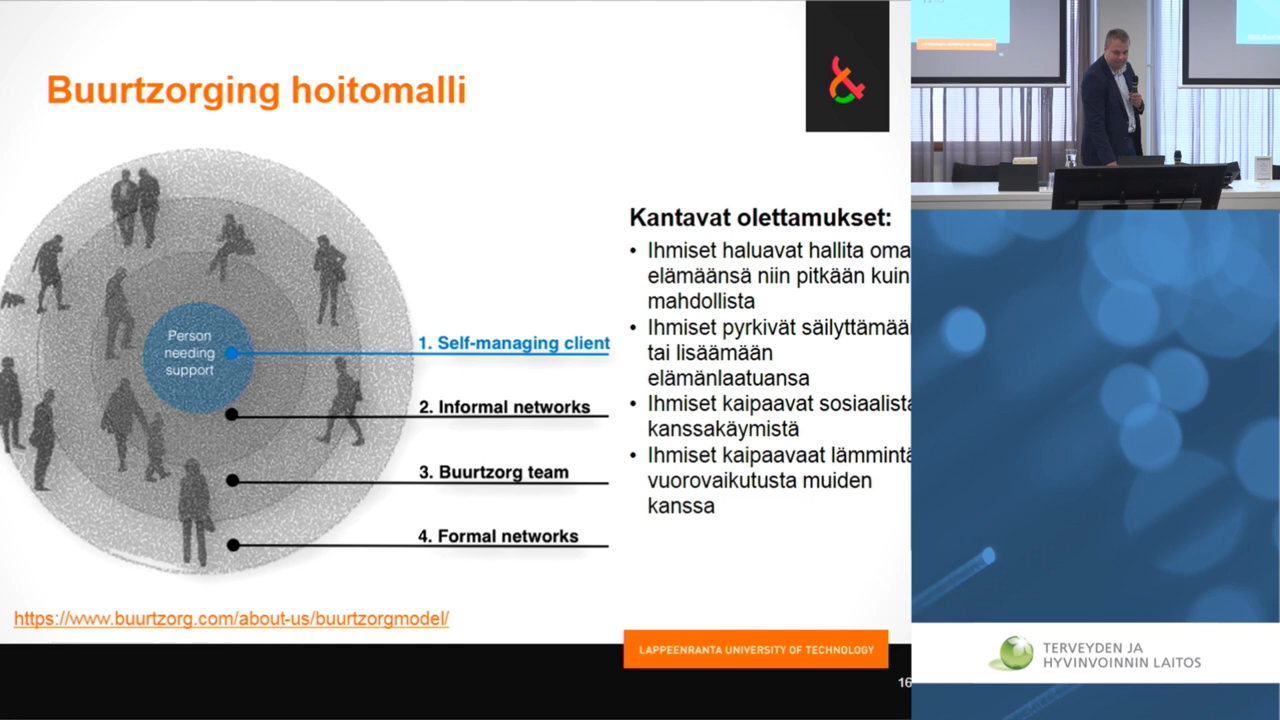 Buurtzorging hoitomalli
Person
needing
support
1. Self-managing client
2. Informal networks
3. Buurtzorg team
4. Formal networks
Kantavat olettamukset:
• Ihmiset haluavat hallita oma
elämäänsä niin pitkään kuin
mahdollista
• Ihmiset pyrkivät säilyttämää
tai lisäämään
elämänlaatuansa
• Ihmiset kaipaavat sosiaalista
kanssakäymistä
• Ihmiset kaipaavaat lämmintä
vuorovaikutusta muiden
kanssa
https://www.buurtzorg.com/about-us/buurtzorgmodel/
LAPPEENRANTA UNIVERSITY OF TECHNOLOGY
16
TERVEYDEN JA
HYVINVOINNIN LAITOS